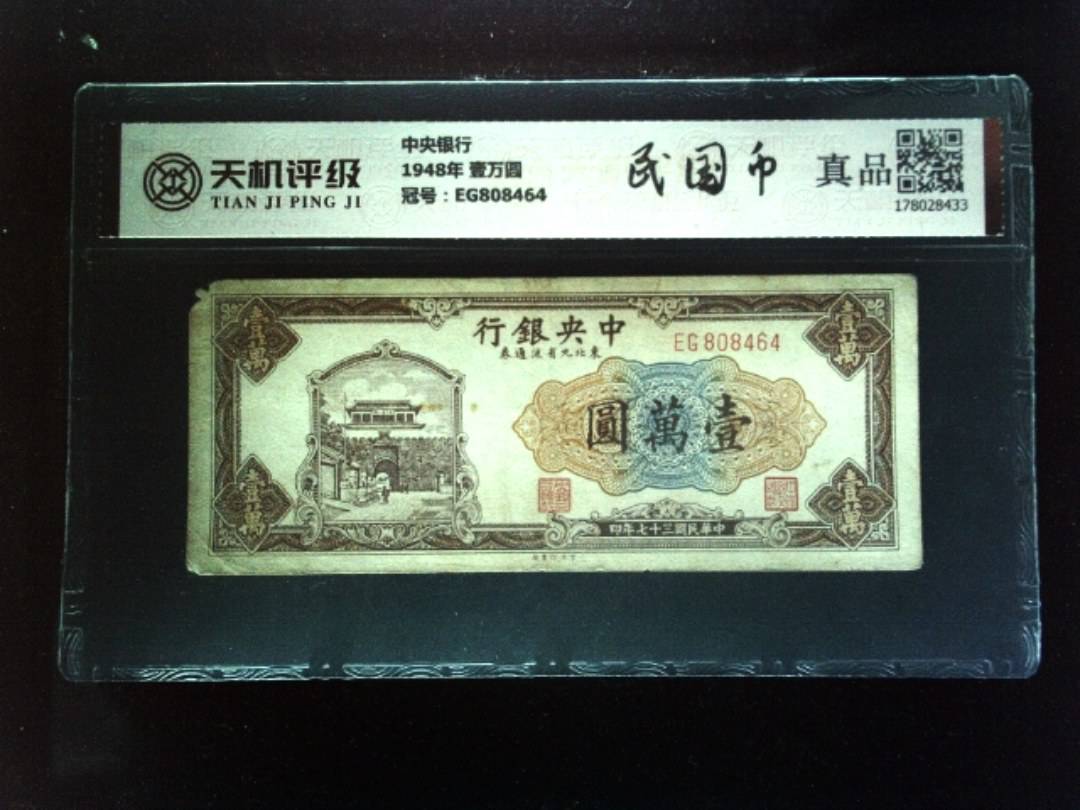 天机评级
TIAN JI PING JI
中央银行
1948年 壹万圆
冠号：EG808464
民国币
真品
178028433
壹萬
壹萬
行銀央中
券通流省九北東
EG 808464
圓萬壹
壹萬
壹萬
印年七十三國民華中